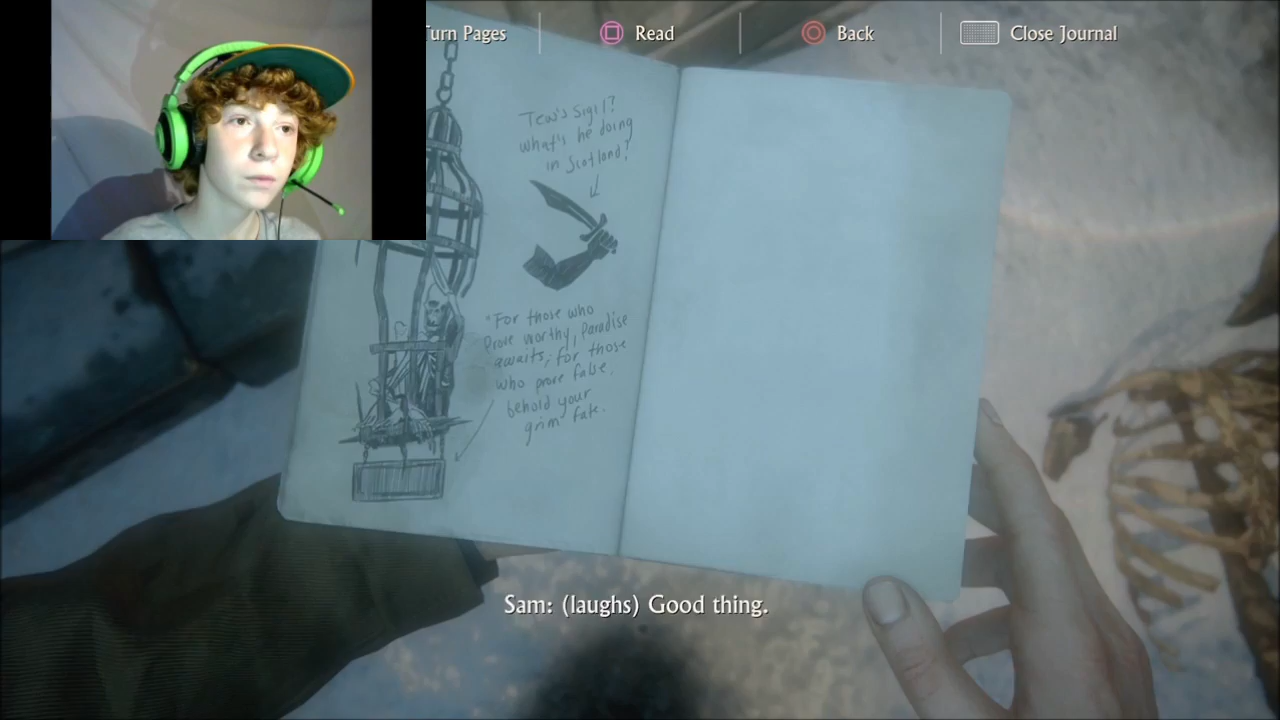 Turn Pages
Read
Back
Close Journal
Tew's Sigil?
what's he doing
in Scotland?
"For those who
prove worthy, Paradise
awaits; for those
who prove false,
behold your
grim fate.
Sam: (laughs) Good thing.